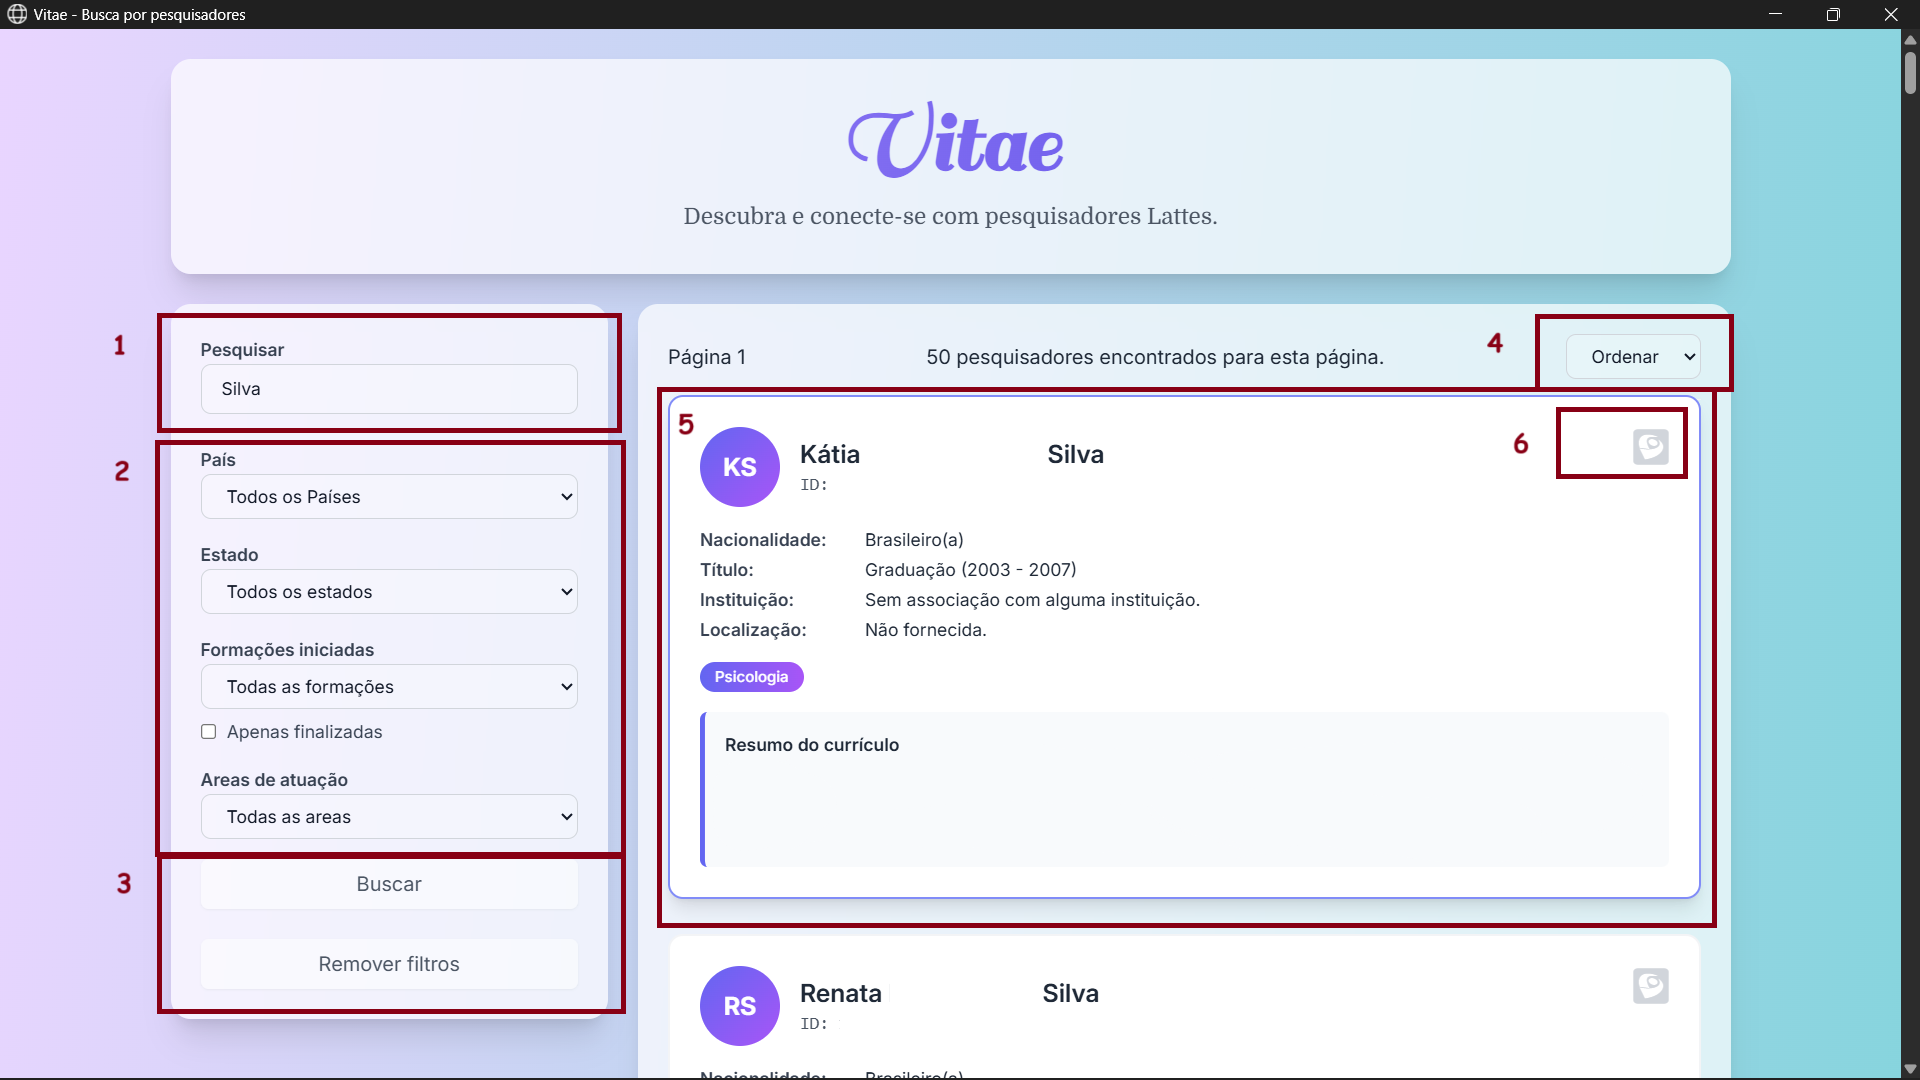 Vitae - Busca por pesquisadores
Vitae
Descubra e conecte-se com pesquisadores Lattes.
1
Pesquisar
Silva
2
País
Todos os Países
Estado
Todos os estados
Formações iniciadas
Todas as formações
Apenas finalizadas
Areas de atuação
Todas as areas
3
Buscar
Remover filtros
Página 1
50 pesquisadores encontrados para esta página.
4
Ordenar
5
KS
Kátia Silva
ID:
6
Nacionalidade: Brasileiro(a)
Título: Graduação (2003 - 2007)
Instituição: Sem associação com alguma instituição.
Localização: Não fornecida.
Psicologia
Resumo do currículo
RS
Renata Silva
ID:
Nacionalidade: Brasileiro(a)